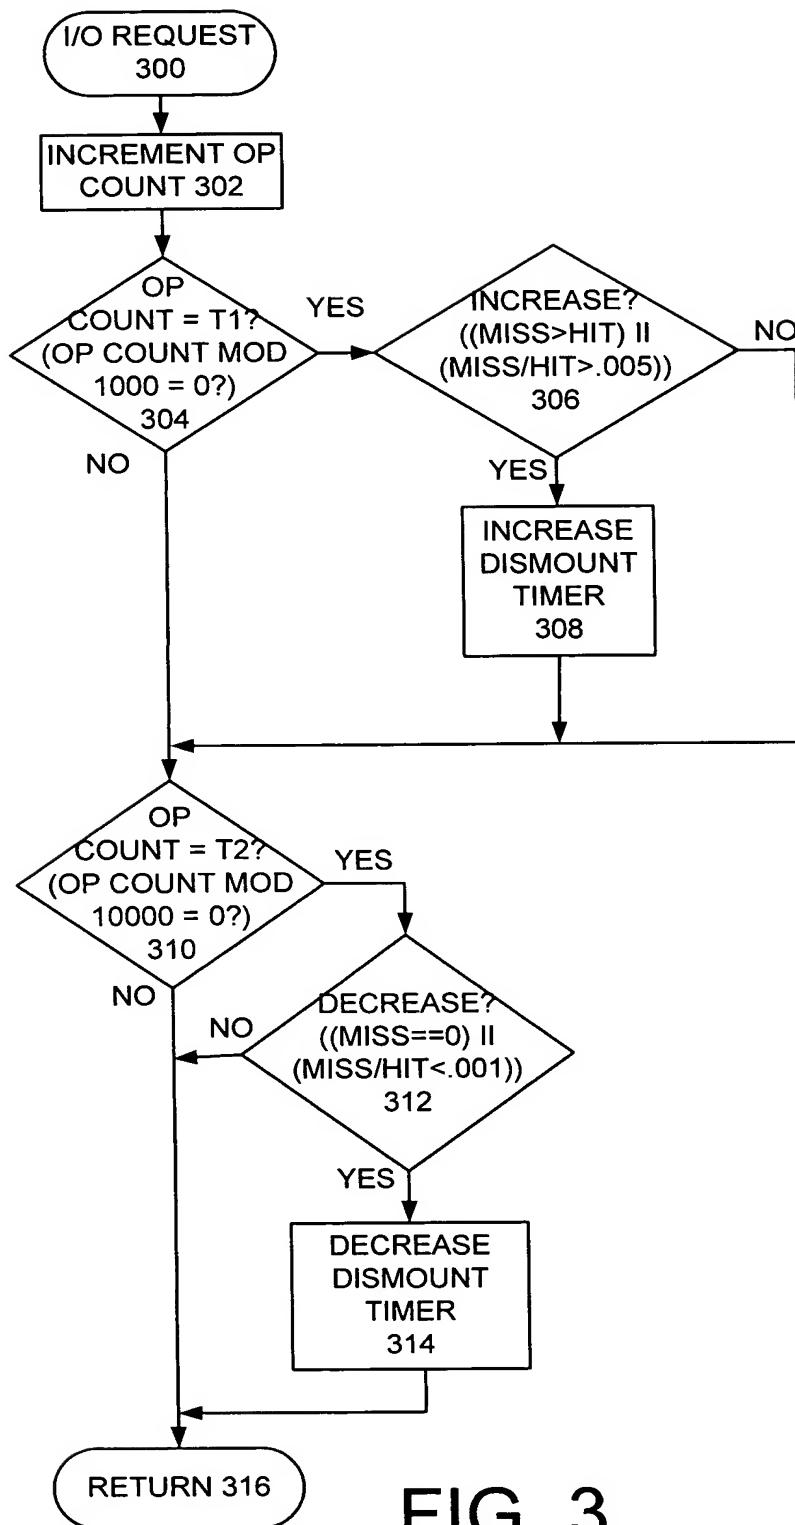 I/O REQUEST
300
INCREMENT OP
COUNT 302
OP
COUNT = T1?
(OP COUNT MOD
1000 = 0?)
304
YES
NO
INCREASE?
((MISS>HIT) II
(MISS/HIT>.005))
306
NO
YES
INCREASE
DISMOUNT
TIMER
308
OP
COUNT = T2?
(OP COUNT MOD
10000 = 0?)
310
YES
NO
DECREASE?
((MISS==0) II
(MISS/HIT<.001))
312
NO
YES
DECREASE
DISMOUNT
TIMER
314
RETURN 316
FIG. 3